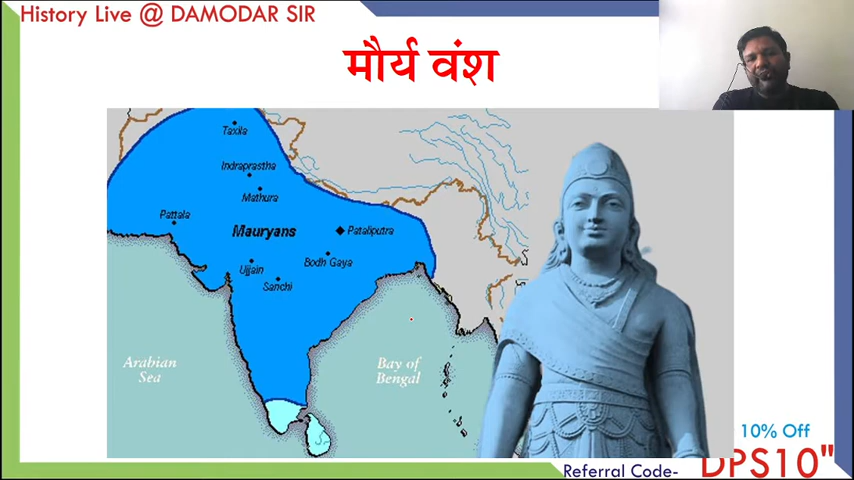 History Live @ DAMODAR SIR
मौर्य वंश
Taxila
Indraprastha
Mathura
Pattala
Mauryans
Pataliputra
Bodh Gaya
Ujjain
Sanchi
Arabian
Sea
Bay of
Bengal
10% Off
Referral Code- DPS10"